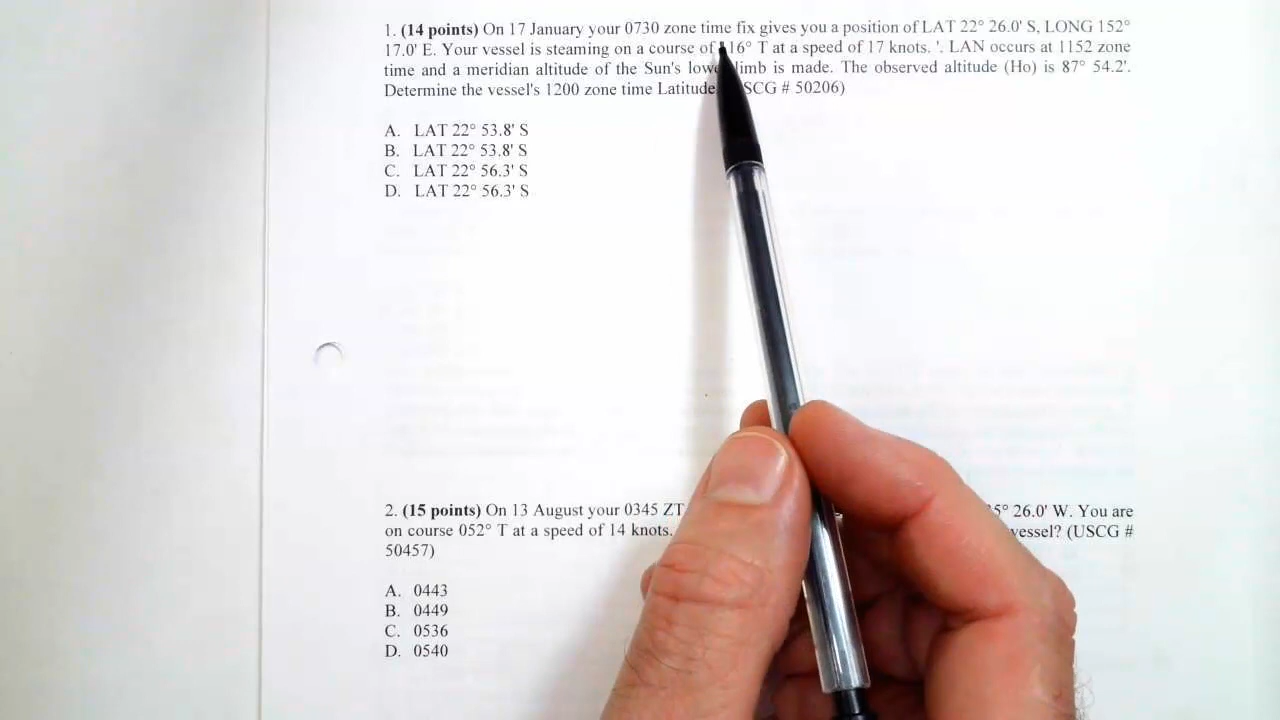 1. (14 points) On 17 January your 0730 zone time fix gives you a position of LAT 22° 26.0' S, LONG 152°
17.0' E. Your vessel is steaming on a course of 16° T at a speed of 17 knots. '. LAN occurs at 1152 zone
time and a meridian altitude of the Sun's limb is made. The observed altitude (Ho) is 87° 54.2'.
Determine the vessel's 1200 zone time Latitude SCG # 50206)
A. LAT 22° 53.8' S
B. LAT 22° 53.8' S
C. LAT 22° 56.3' S
D. LAT 22° 56.3' S
2. (15 points) On 13 August your 0345 ZT 5° 26.0' W. You are
on course 052° T at a speed of 14 knots. vessel? (USCG #
50457)
A. 0443
B. 0449
C. 0536
D. 0540